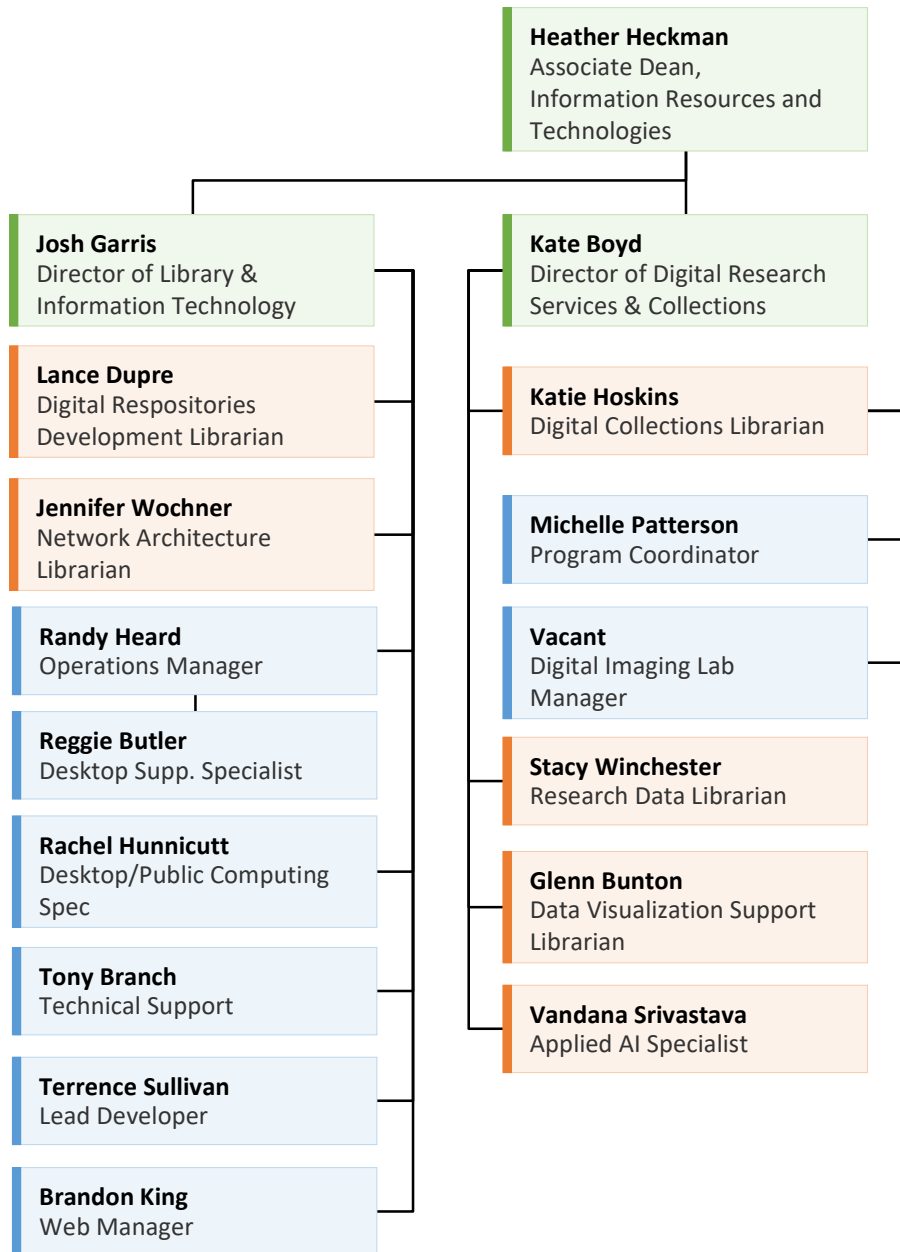 Heather Heckman
Associate Dean,
Information Resources and
Technologies
Josh Garris
Director of Library &
Information Technology
Lance Dupre
Digital Respositories
Development Librarian
Jennifer Wochner
Network Architecture
Librarian
Randy Heard
Operations Manager
Reggie Butler
Desktop Supp. Specialist
Rachel Hunnicutt
Desktop/Public Computing
Spec
Tony Branch
Technical Support
Terrence Sullivan
Lead Developer
Brandon King
Web Manager
Kate Boyd
Director of Digital Research
Services & Collections
Katie Hoskins
Digital Collections Librarian
Michelle Patterson
Program Coordinator
Vacant
Digital Imaging Lab
Manager
Stacy Winchester
Research Data Librarian
Glenn Bunton
Data Visualization Support
Librarian
Vandana Srivastava
Applied AI Specialist